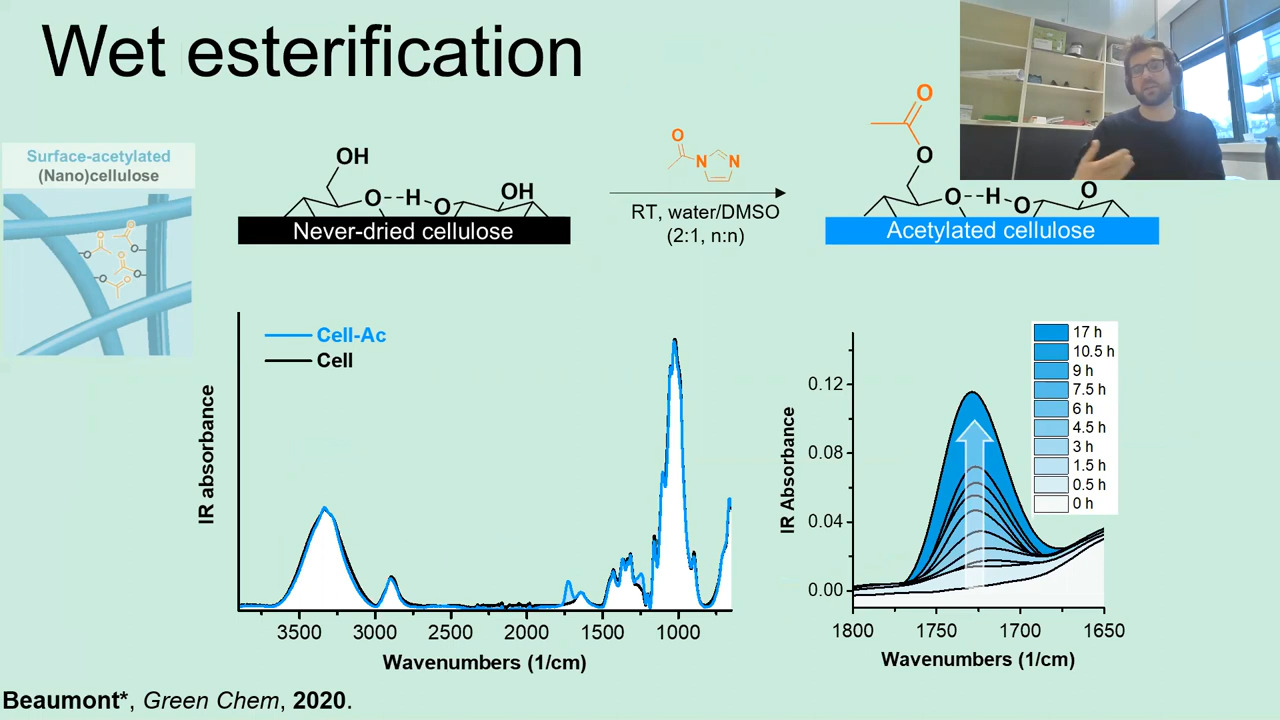 Wet esterification
Surface-acetylated
(Nano)cellulose
OH
O--H
O
OH
Never-dried cellulose
O
N
N
RT, water/DMSO
(2:1, n:n)
O
O
O--H
O
O
Acetylated cellulose
Cell-Ac
Cell
IR absorbance
3500 3000 2500 2000 1500 1000
Wavenumbers (1/cm)
17 h
10.5 h
9 h
7.5 h
6 h
4.5 h
3 h
1.5 h
0.5 h
0 h
IR Absorbance
0.12
0.08
0.04
0.00
1800 1750 1700 1650
Wavenumbers (1/cm)
Beaumont*, Green Chem, 2020.